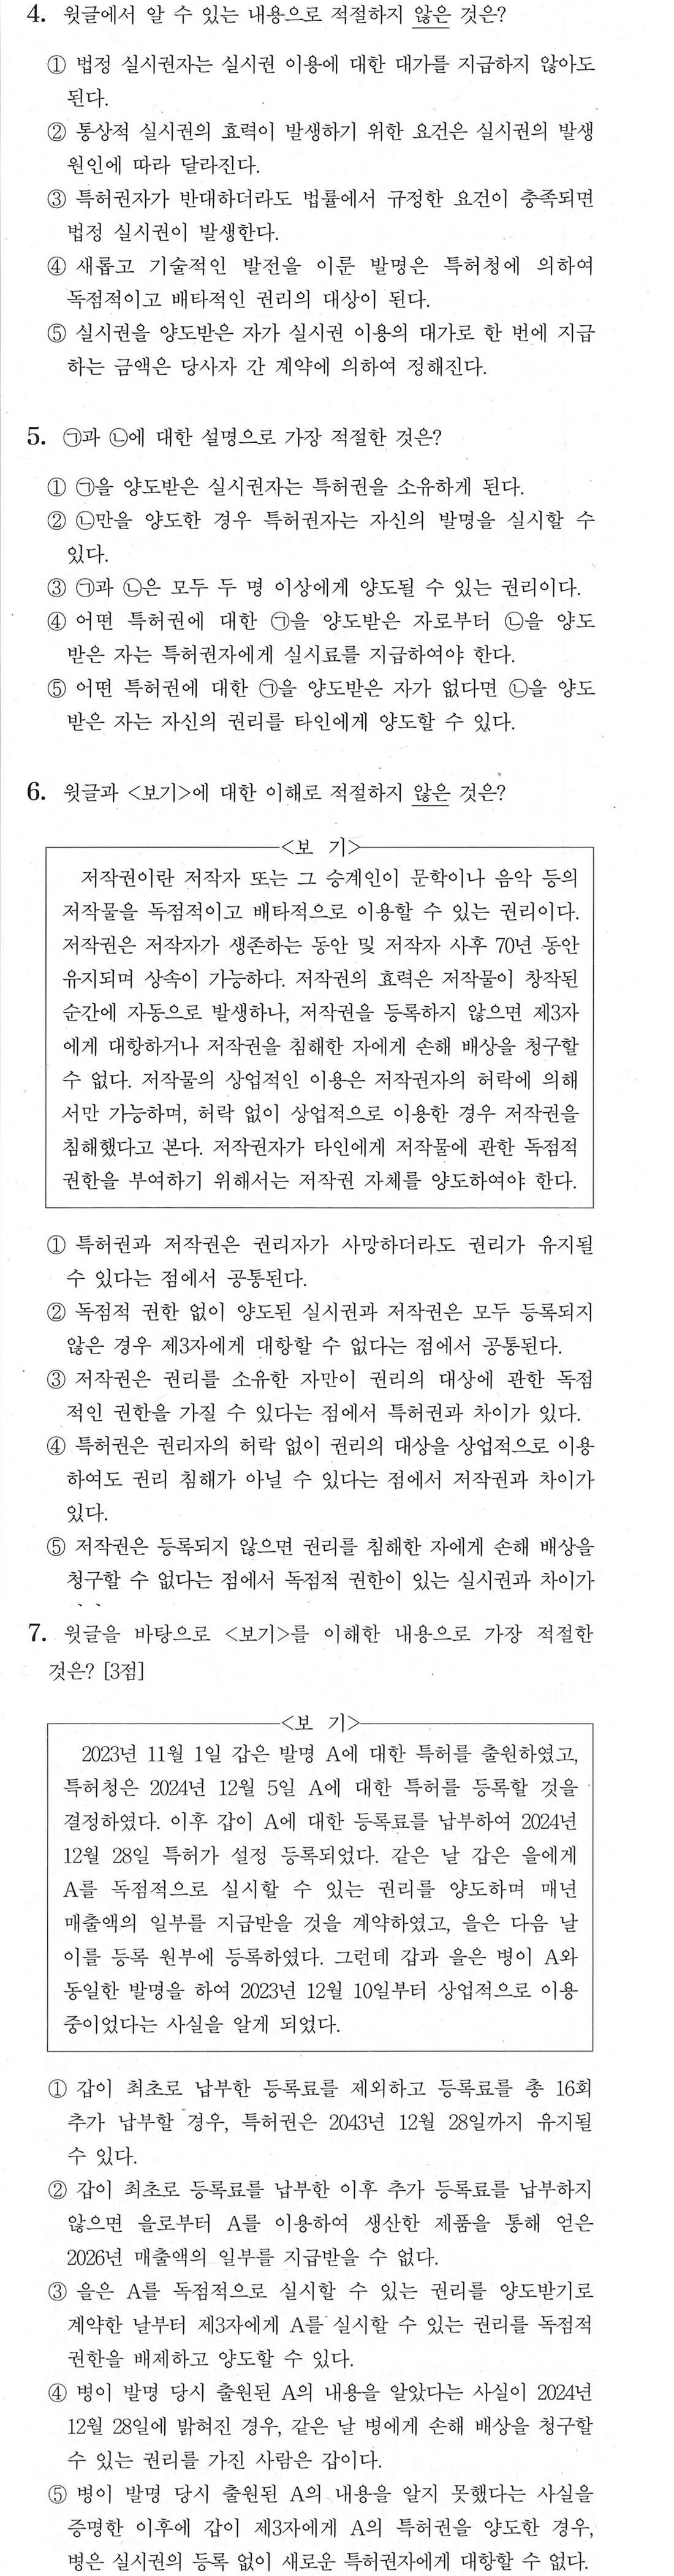 4. 윗글에서 알 수 있는 내용으로 적절하지 않은 것은?
① 법정 실시권자는 실시권 이용에 대한 대가를 지급하지 않아도
된다.
② 통상적 실시권의 효력이 발생하기 위한 요건은 실시권의 발생
원인에 따라 달라진다.
③ 특허권자가 반대하더라도 법률에서 규정한 요건이 충족되면
법정 실시권이 발생한다.
④ 새롭고 기술적인 발전을 이룬 발명은 특허청에 의하여
독점적이고 배타적인 권리의 대상이 된다.
⑤ 실시권을 양도받은 자가 실시권 이용의 대가로 한 번에 지급
하는 금액은 당사자 간 계약에 의하여 정해진다.
5. ㉠과 ㉡에 대한 설명으로 가장 적절한 것은?
① ㉠을 양도받은 실시권자는 특허권을 소유하게 된다.
② ㉡만을 양도한 경우 특허권자는 자신의 발명을 실시할 수
있다.
③ ㉠과 ㉡은 모두 두 명 이상에게 양도될 수 있는 권리이다.
④ 어떤 특허권에 대한 ㉠을 양도받은 자로부터 ㉡을 양도
받은 자는 특허권자에게 실시료를 지급하여야 한다.
⑤ 어떤 특허권에 대한 ㉠을 양도받은 자가 없다면 ㉡을 양도
받은 자는 자신의 권리를 타인에게 양도할 수 있다.
6. 윗글과 <보기>에 대한 이해로 적절하지 않은 것은?
<보 기>
저작권이란 저작자 또는 그 승계인이 문학이나 음악 등의
저작물을 독점적이고 배타적으로 이용할 수 있는 권리이다.
저작권은 저작자가 생존하는 동안 및 저작자 사후 70년 동안
유지되며 상속이 가능하다. 저작권의 효력은 저작물이 창작된
순간에 자동으로 발생하나, 저작권을 등록하지 않으면 제3자
에게 대항하거나 저작권을 침해한 자에게 손해 배상을 청구할
수 없다. 저작물의 상업적인 이용은 저작권자의 허락에 의해
서만 가능하며, 허락 없이 상업적으로 이용한 경우 저작권을
침해했다고 본다. 저작권자가 타인에게 저작물에 관한 독점적
권한을 부여하기 위해서는 저작권 자체를 양도하여야 한다.
① 특허권과 저작권은 권리자가 사망하더라도 권리가 유지될
수 있다는 점에서 공통된다.
② 독점적 권한 없이 양도된 실시권과 저작권은 모두 등록되지
않은 경우 제3자에게 대항할 수 없다는 점에서 공통된다.
③ 저작권은 권리를 소유한 자만이 권리의 대상에 관한 독점
적인 권한을 가질 수 있다는 점에서 특허권과 차이가 있다.
④ 특허권은 권리자의 허락 없이 권리의 대상을 상업적으로 이용
하여도 권리 침해가 아닐 수 있다는 점에서 저작권과 차이가
있다.
⑤ 저작권은 등록되지 않으면 권리를 침해한 자에게 손해 배상을
청구할 수 없다는 점에서 독점적 권한이 있는 실시권과 차이가
7. 윗글을 바탕으로 <보기>를 이해한 내용으로 가장 적절한
것은? [3점]
<보 기>
2023년 11월 1일 갑은 발명 A에 대한 특허를 출원하였고,
특허청은 2024년 12월 5일 A에 대한 특허를 등록할 것을
결정하였다. 이후 갑이 A에 대한 등록료를 납부하여 2024년
12월 28일 특허가 설정 등록되었다. 같은 날 갑은 을에게
A를 독점적으로 실시할 수 있는 권리를 양도하며 매년
매출액의 일부를 지급받을 것을 계약하였고, 을은 다음 날
이를 등록 원부에 등록하였다. 그런데 갑과 을은 병이 A와
동일한 발명을 하여 2023년 12월 10일부터 상업적으로 이용
중이었다는 사실을 알게 되었다.
① 갑이 최초로 납부한 등록료를 제외하고 등록료를 총 16회
추가 납부할 경우, 특허권은 2043년 12월 28일까지 유지될
수 있다.
② 갑이 최초로 등록료를 납부한 이후 추가 등록료를 납부하지
않으면 을로부터 A를 이용하여 생산한 제품을 통해 얻은
2026년 매출액의 일부를 지급받을 수 없다.
③ 을은 A를 독점적으로 실시할 수 있는 권리를 양도받기로
계약한 날부터 제3자에게 A를 실시할 수 있는 권리를 독점적
권한을 배제하고 양도할 수 있다.
④ 병이 발명 당시 출원된 A의 내용을 알았다는 사실이 2024년
12월 28일에 밝혀진 경우, 같은 날 병에게 손해 배상을 청구할
수 있는 권리를 가진 사람은 갑이다.
⑤ 병이 발명 당시 출원된 A의 내용을 알지 못했다는 사실을
증명한 이후에 갑이 제3자에게 A의 특허권을 양도한 경우,
병은 실시권의 등록 없이 새로운 특허권자에게 대항할 수 없다.